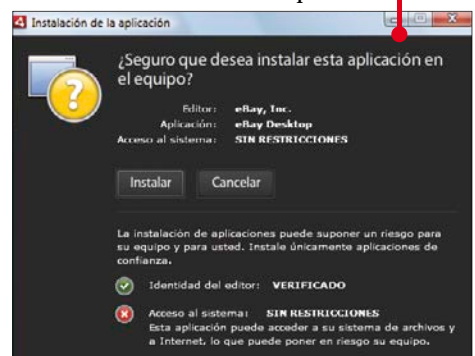 Instalación de la aplicación
¿Seguro que desea instalar esta aplicación en
el equipo?
Editor: eBay, Inc.
Aplicación: eBay Desktop
Acceso al sistema: SIN RESTRICCIONES
Instalar Cancelar
La instalación de aplicaciones puede suponer un riesgo para
su equipo y para usted. Instale únicamente aplicaciones de
confianza.
Identidad del editor: VERIFICADO
Acceso al sistema: SIN RESTRICCIONES
Esta aplicación puede acceder a su sistema de archivos y
a Internet, lo que puede poner en riesgo su equipo.